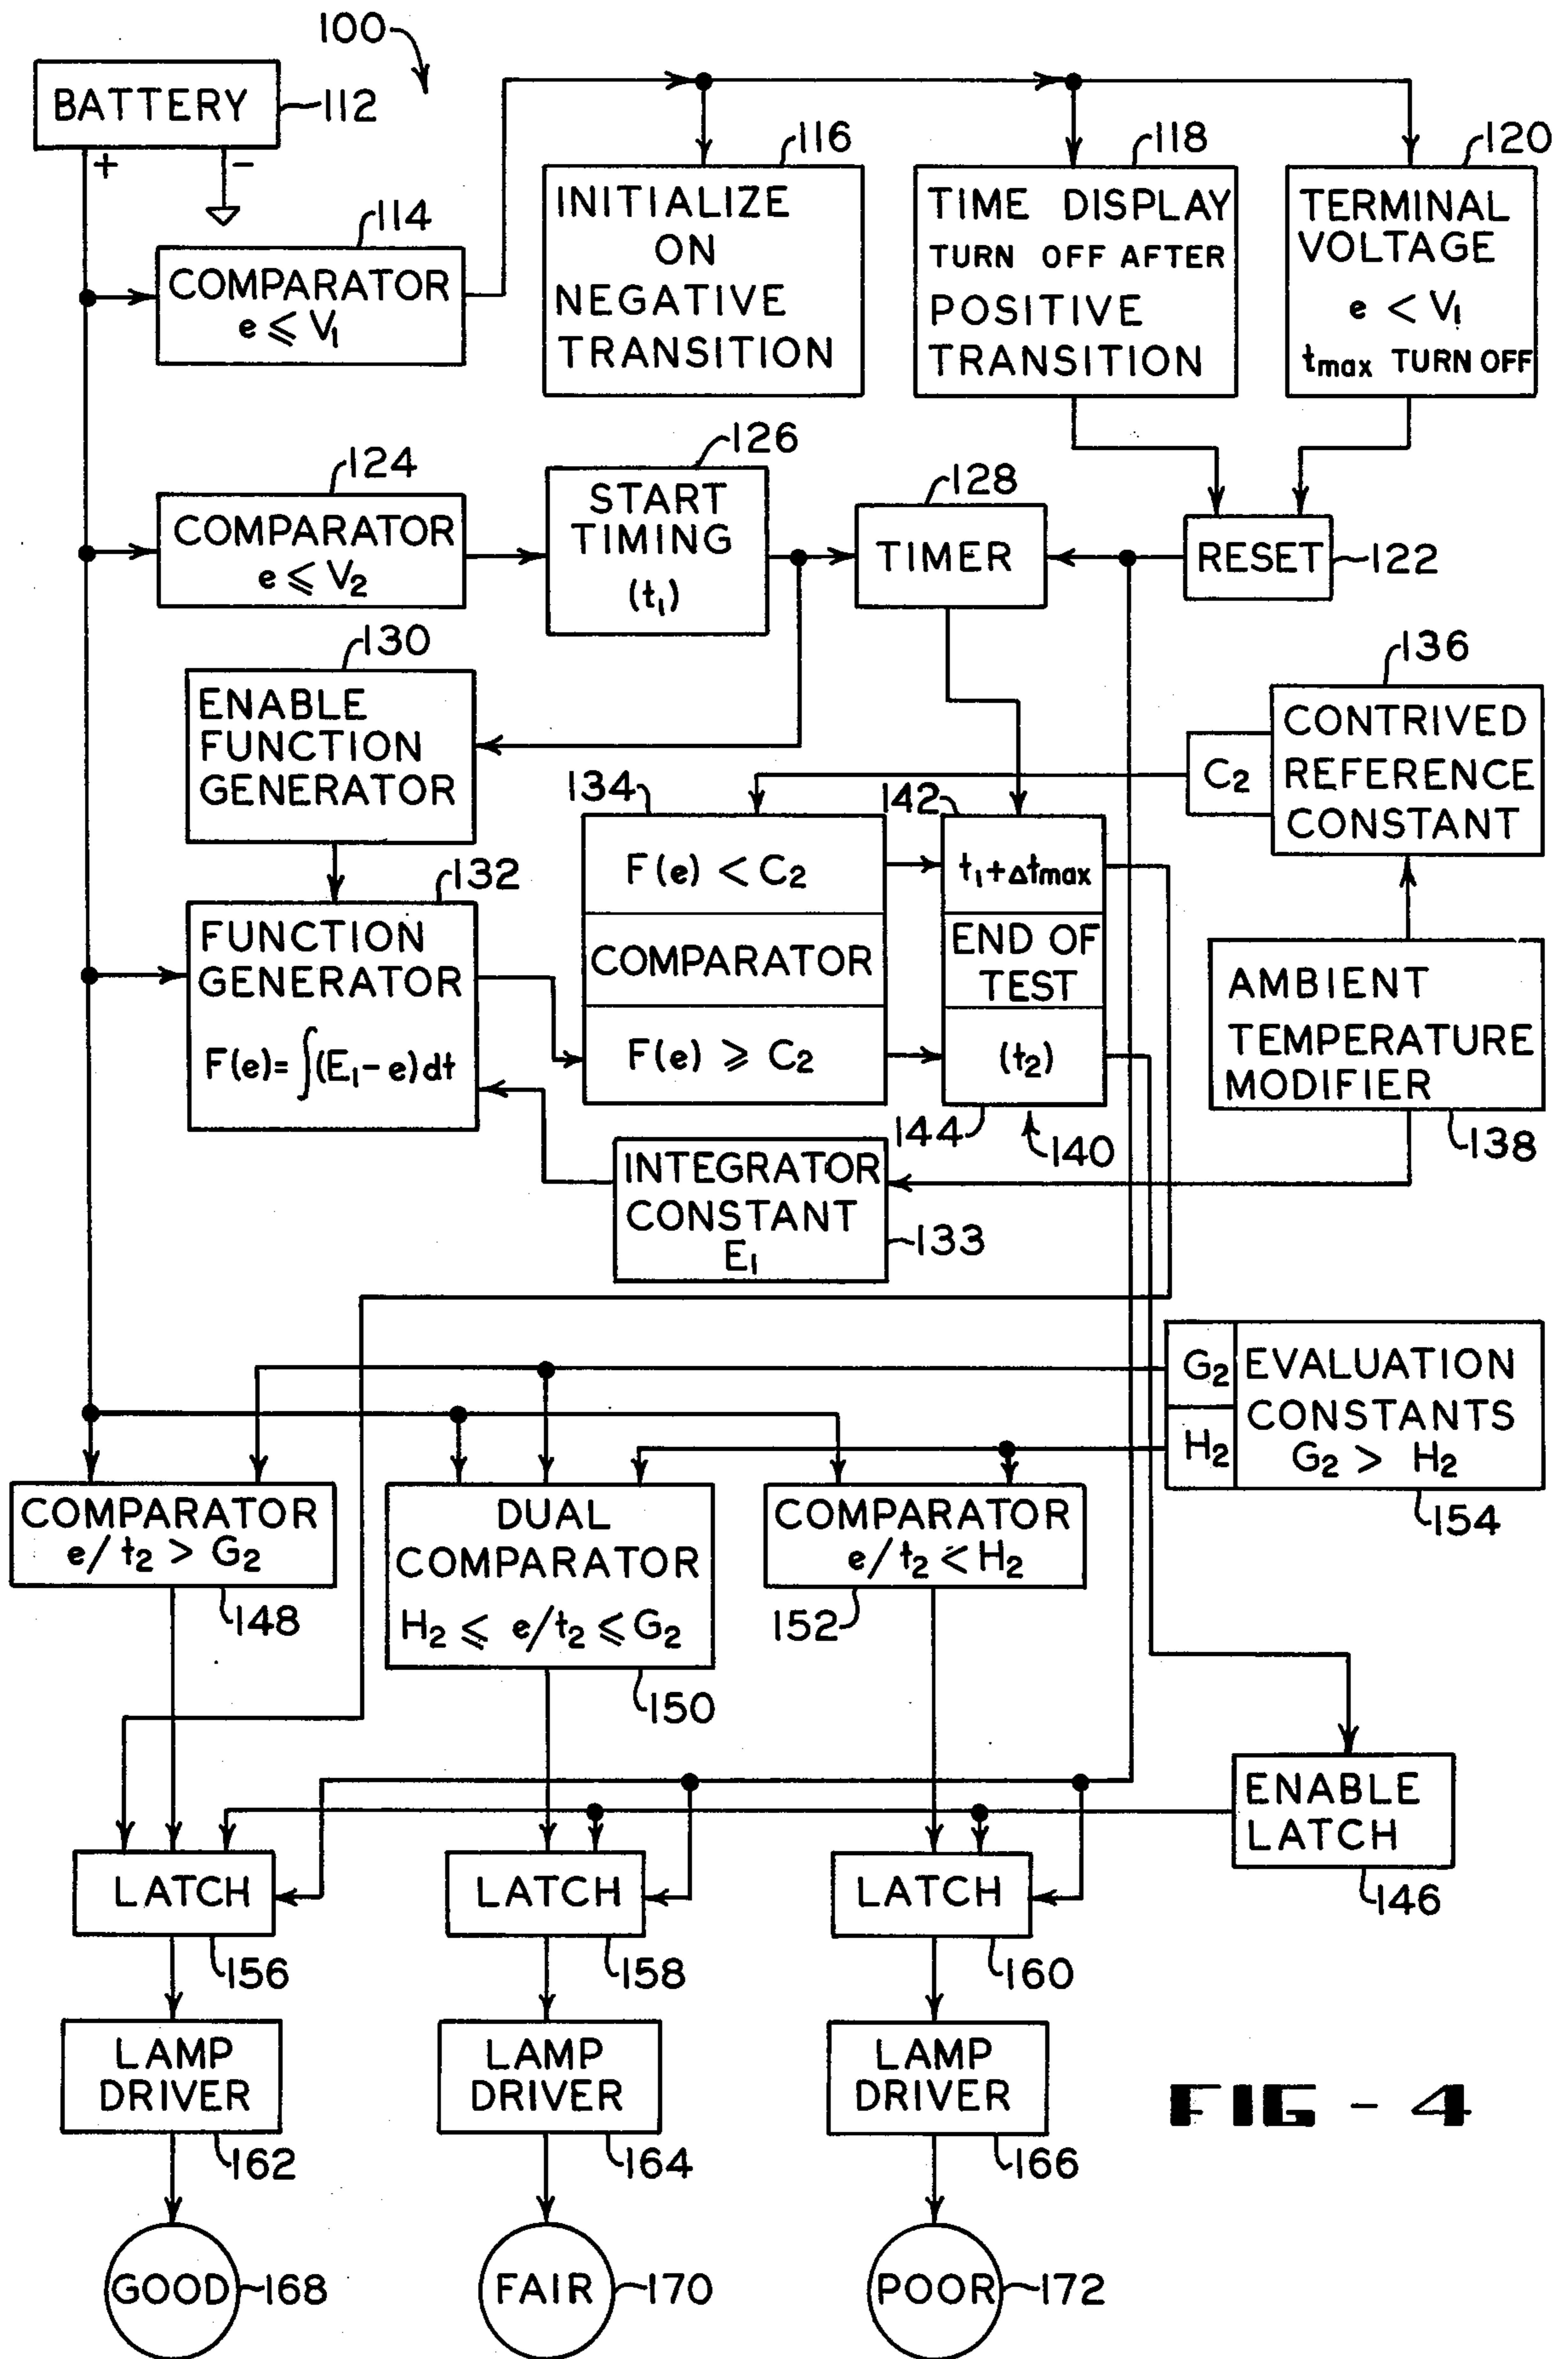 100
BATTERY
112
+
-
116
118
120
INITIALIZE
ON
NEGATIVE
TRANSITION
TIME DISPLAY
TURN OFF AFTER
POSITIVE
TRANSITION
TERMINAL
VOLTAGE
e < V₁
tmax TURN OFF
114
COMPARATOR
e ⩽ V₁
124
COMPARATOR
e ⩽ V₂
126
START
TIMING
(t₁)
128
TIMER
RESET
122
130
ENABLE
FUNCTION
GENERATOR
136
CONTRIVED
REFERENCE
CONSTANT
C₂
132
FUNCTION
GENERATOR
F(e)=∫(E₁-e)dt
134
F(e) < C₂
COMPARATOR
F(e) ⩾ C₂
142
t₁+Δtmax
END OF
TEST
(t₂)
144
140
AMBIENT
TEMPERATURE
MODIFIER
138
INTEGRATOR
CONSTANT
E₁
133
G₂
H₂
EVALUATION
CONSTANTS
G₂ > H₂
154
COMPARATOR
e/t₂ > G₂
148
DUAL
COMPARATOR
H₂ ⩽ e/t₂ ⩽ G₂
150
COMPARATOR
e/t₂ < H₂
152
ENABLE
LATCH
146
LATCH
156
LATCH
158
LATCH
160
LAMP
DRIVER
162
LAMP
DRIVER
164
LAMP
DRIVER
166
FIG - 4
GOOD
168
FAIR
170
POOR
172